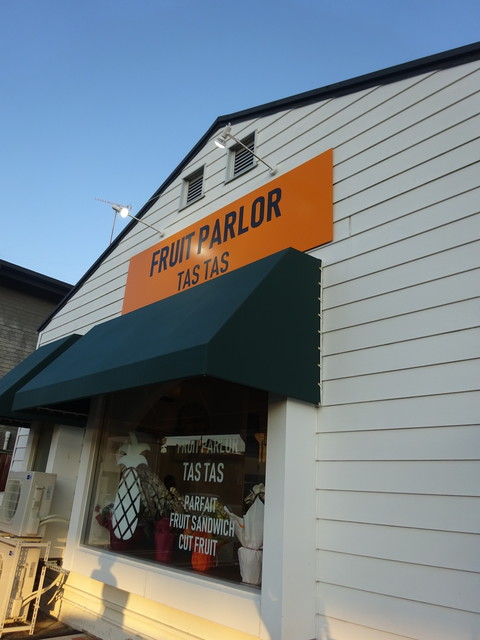 FRUIT PARLOR
TAS TAS
FRUIT PARLOR
TAS TAS
PARFAIT
FRUIT SANDWICH
CUT FRUIT